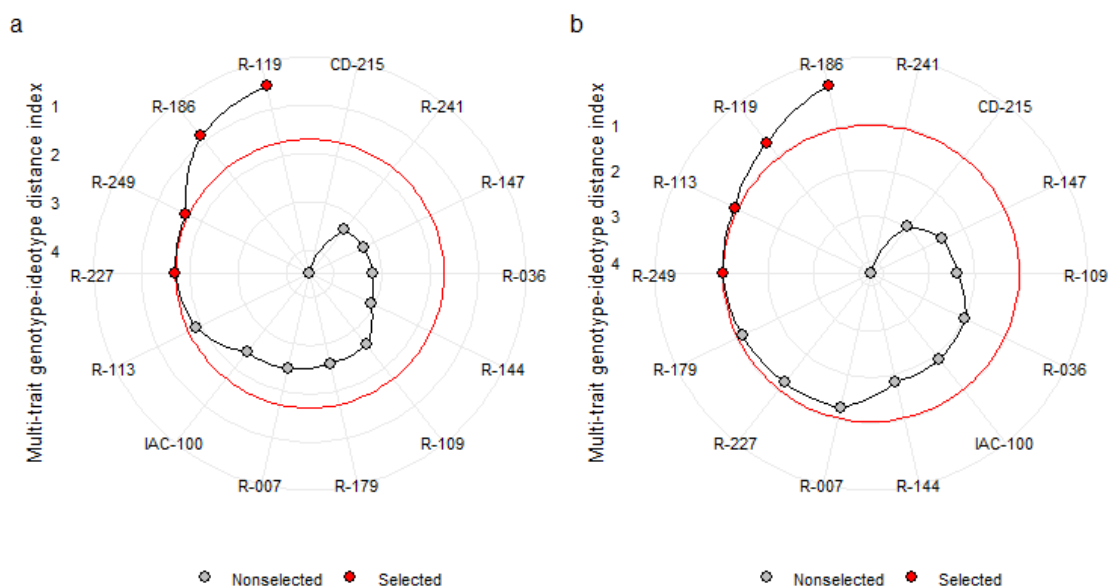 a
Multi-trait genotype-ideotype distance index
1
2
3
4
R-119
CD-215
R-186
R-241
R-249
R-147
R-227
R-036
R-113
R-144
IAC-100
R-109
R-007
R-179
Nonselected
Selected
b
Multi-trait genotype-ideotype distance index
1
2
3
4
R-186
R-241
R-119
CD-215
R-113
R-147
R-249
R-109
R-179
R-036
R-227
IAC-100
R-007
R-144
Nonselected
Selected